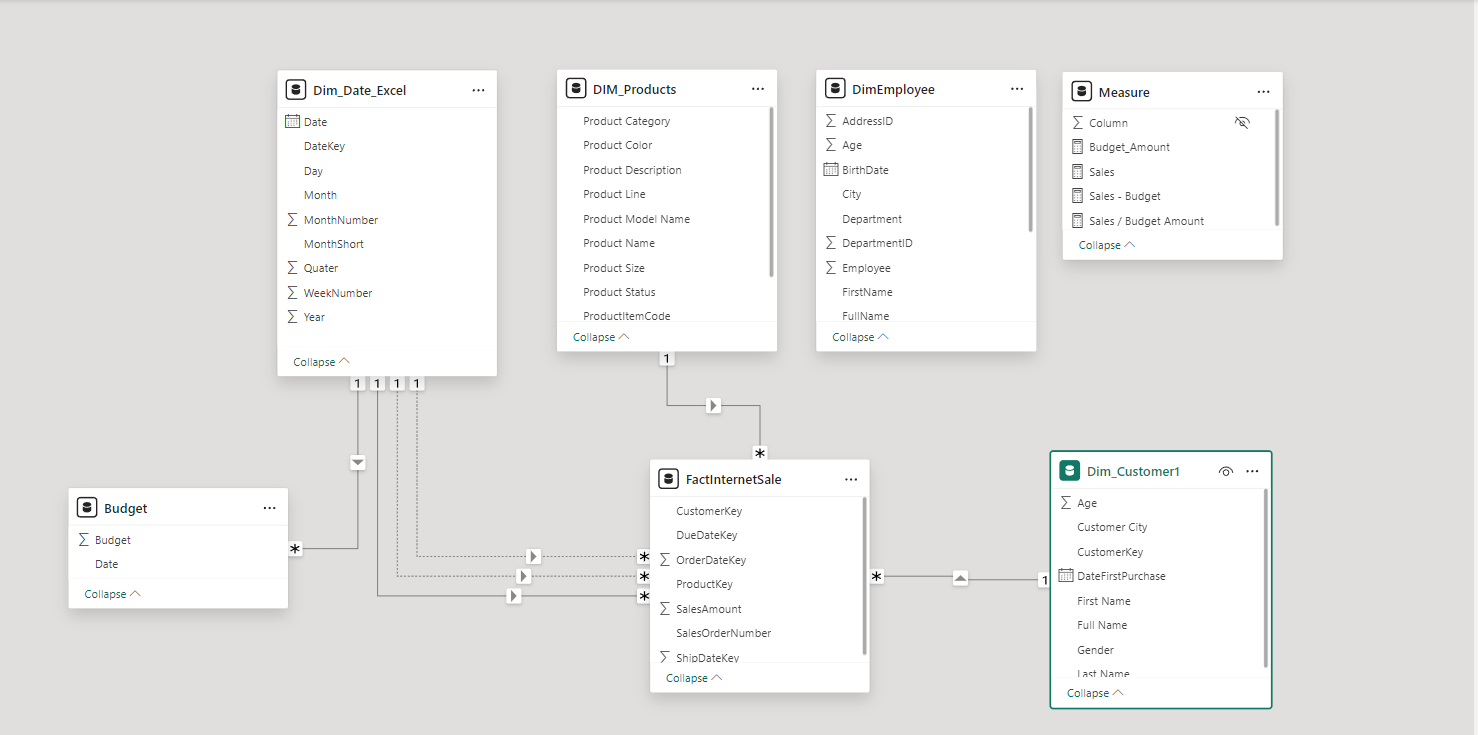 Dim_Date_Excel
Date
DateKey
Day
Month
MonthNumber
MonthShort
Quater
WeekNumber
Year
Collapse
DIM_Products
Product Category
Product Color
Product Description
Product Line
Product Model Name
Product Name
Product Size
Product Status
ProductItemCode
Collapse
DimEmployee
AddressID
Age
BirthDate
City
Department
DepartmentID
Employee
FirstName
FullName
Collapse
Measure
Column
Budget_Amount
Sales
Sales - Budget
Sales / Budget Amount
Collapse
1 1 1 1
1
*
Budget
Budget
Date
Collapse
*
FactInternetSale
CustomerKey
DueDateKey
OrderDateKey
ProductKey
SalesAmount
SalesOrderNumber
ShipDateKey
Collapse
*
*
*
*
1
Dim_Customer1
Age
Customer City
CustomerKey
DateFirstPurchase
First Name
Full Name
Gender
Last Name
Collapse